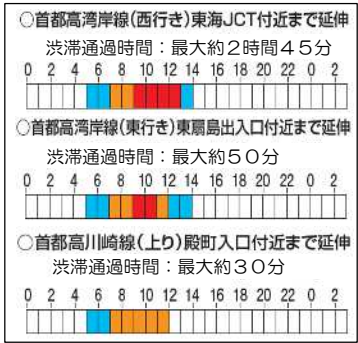 ○首都高湾岸線(西行き)東海JCT付近まで延伸
渋滞通過時間：最大約2時間45分
0 2 4 6 8 10 12 14 16 18 20 22 0 2
○首都高湾岸線(東行き)東扇島出入口付近まで延伸
渋滞通過時間：最大約50分
0 2 4 6 8 10 12 14 16 18 20 22 0 2
○首都高川崎線(上り)殿町入口付近まで延伸
渋滞通過時間：最大約30分
0 2 4 6 8 10 12 14 16 18 20 22 0 2